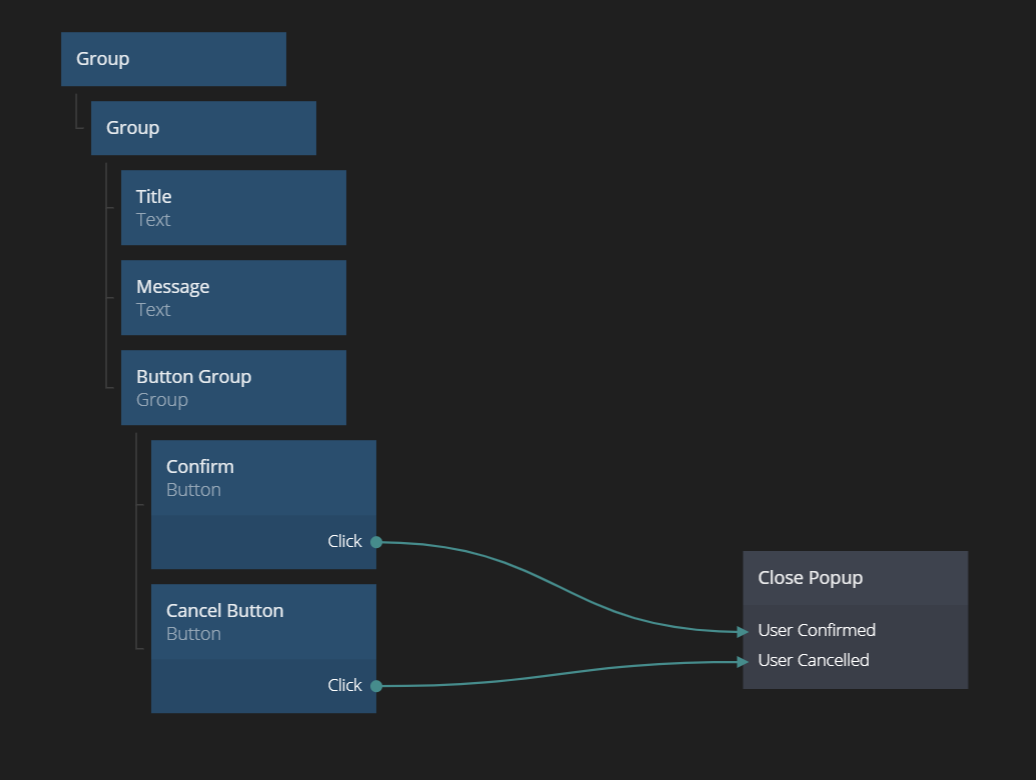 Group
Group
Title
Text
Message
Text
Button Group
Group
Confirm
Button
Click
Cancel Button
Button
Click
Close Popup
User Confirmed
User Cancelled